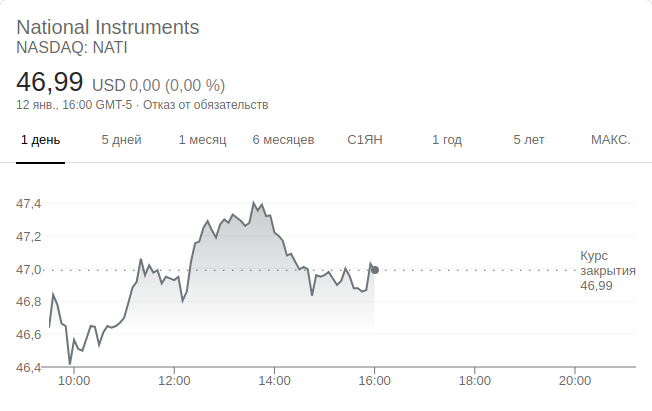 National Instruments
NASDAQ: NATI
46,99 USD 0,00 (0,00 %)
12 янв., 16:00 GMT-5 · Отказ от обязательств
1 день 5 дней 1 месяц 6 месяцев С1ЯН 1 год 5 лет МАКС.
47,4
47,2
47,0
46,8
46,6
46,4
Курс
закрытия
46,99
10:00 12:00 14:00 16:00 18:00 20:00